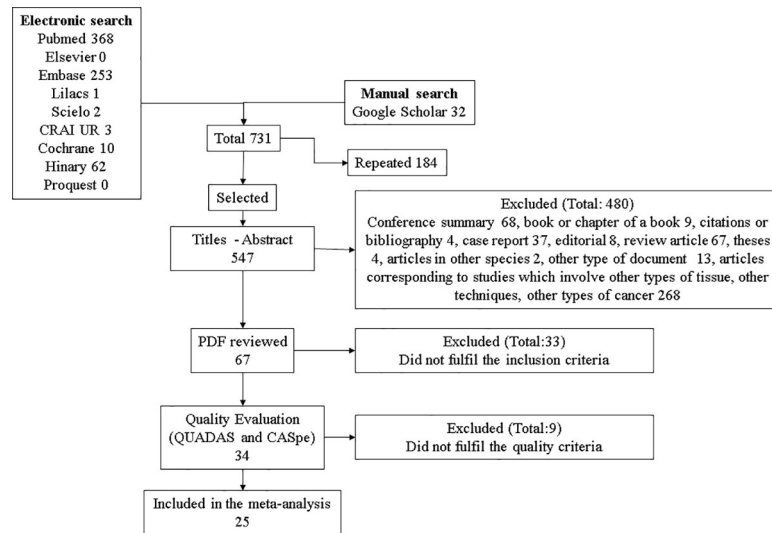 Electronic search
Pubmed 368
Elsevier 0
Embase 253
Lilacs 1
Scielo 2
CRAI UR 3
Cochrane 10
Hinary 62
Proquest 0
Manual search
Google Scholar 32
Total 731
Repeated 184
Selected
Titles - Abstract
547
Excluded (Total: 480)
Conference summary 68, book or chapter of a book 9, citations or
bibliography 4, case report 37, editorial 8, review article 67, theses
4, articles in other species 2, other type of document 13, articles
corresponding to studies which involve other types of tissue, other
techniques, other types of cancer 268
PDF reviewed
67
Excluded (Total:33)
Did not fulfil the inclusion criteria
Quality Evaluation
(QUADAS and CASpe)
34
Excluded (Total:9)
Did not fulfil the quality criteria
Included in the meta-analysis
25